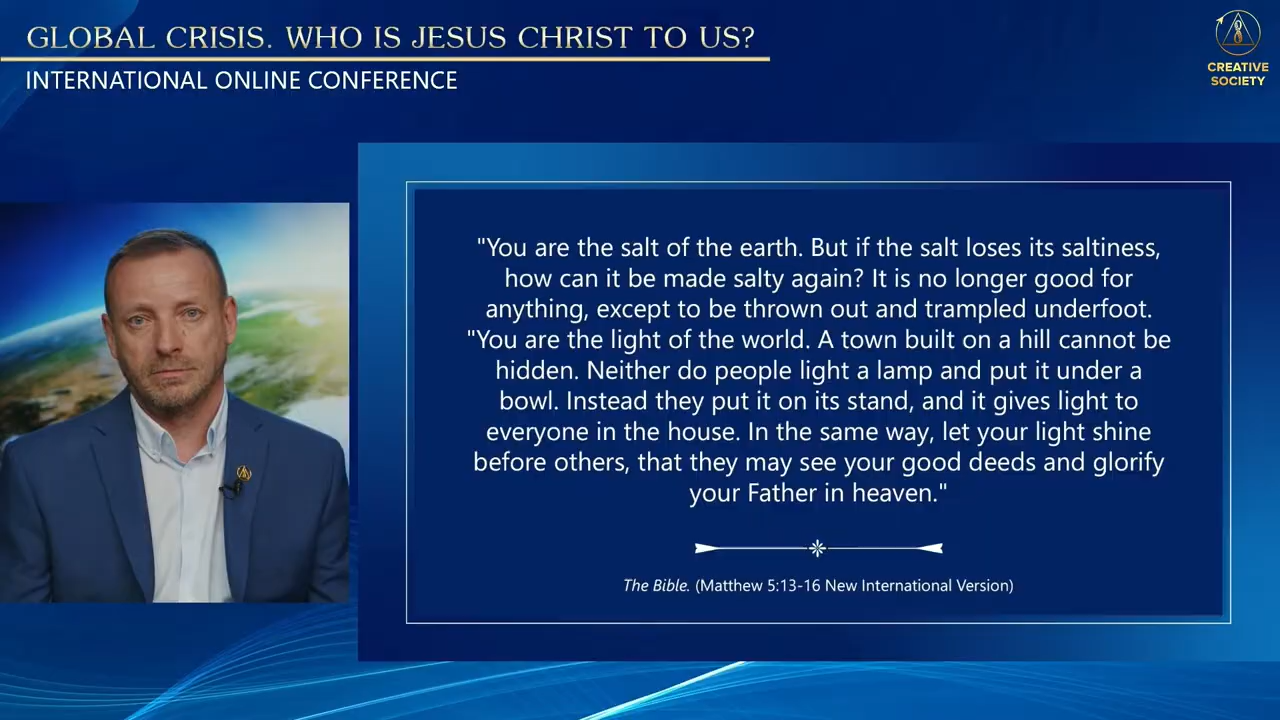 GLOBAL CRISIS. WHO IS JESUS CHRIST TO US?
INTERNATIONAL ONLINE CONFERENCE
CREATIVE
SOCIETY
"You are the salt of the earth. But if the salt loses its saltiness,
how can it be made salty again? It is no longer good for
anything, except to be thrown out and trampled underfoot.
"You are the light of the world. A town built on a hill cannot be
hidden. Neither do people light a lamp and put it under a
bowl. Instead they put it on its stand, and it gives light to
everyone in the house. In the same way, let your light shine
before others, that they may see your good deeds and glorify
your Father in heaven."
The Bible. (Matthew 5:13-16 New International Version)